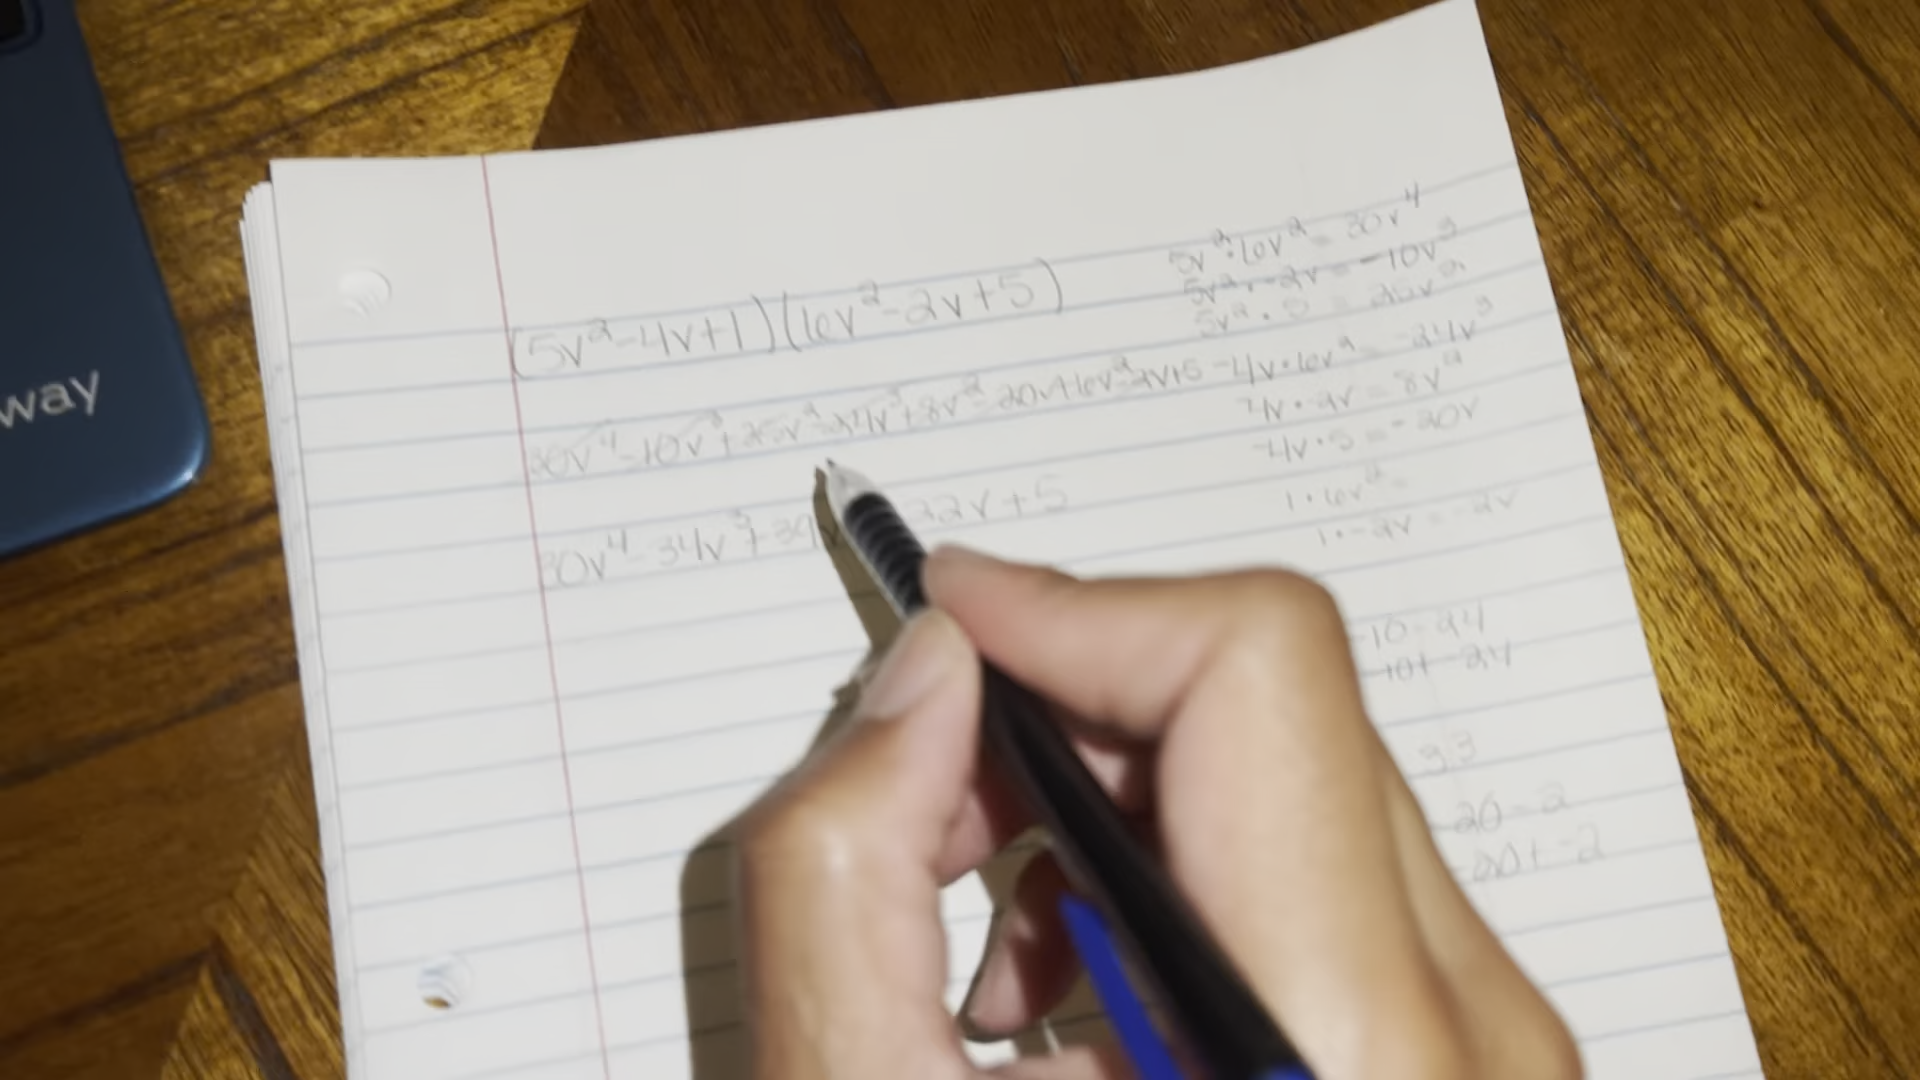 way
(5v²-4v+1)(6v²-2v+5)
30v⁴-10v³+25v²-24v³+8v²-20v+6v²-2v+5
30v⁴-34v³+39v 22v+5
5v²·6v² = 30v⁴
5v²·-2v = -10v³
5v²·5 = 25v²
-4v·6v² = -24v³
-4v·-2v = 8v²
-4v·5 = -20v
1·6v² =
1·-2v = -2v
-10-24
-10+-24
33
-20-2
-20+-2